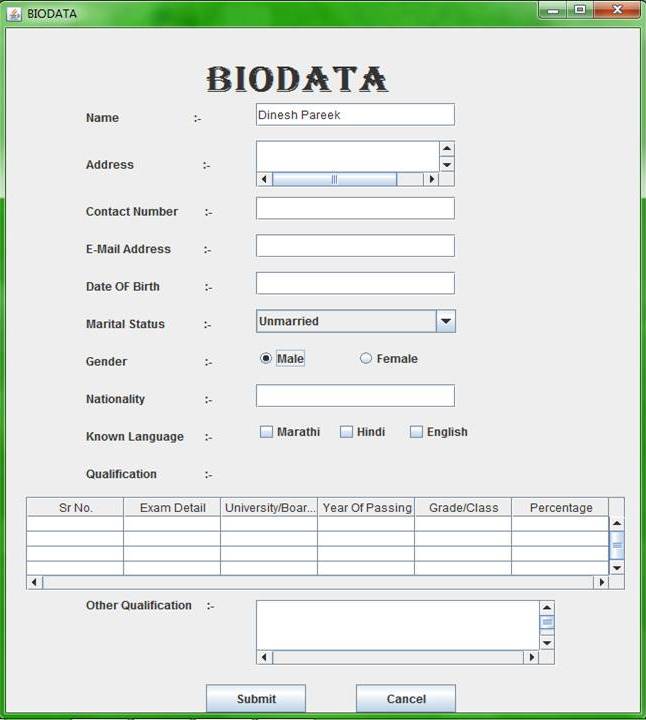 BIODATA
BIODATA
Name :- Dinesh Pareek
Address :-
Contact Number :-
E-Mail Address :-
Date OF Birth :-
Marital Status :- Unmarried
Gender :- Male Female
Nationality :-
Known Language :- Marathi Hindi English
Qualification :-
Sr No. Exam Detail University/Boar... Year Of Passing Grade/Class Percentage
Other Qualification :-
Submit Cancel